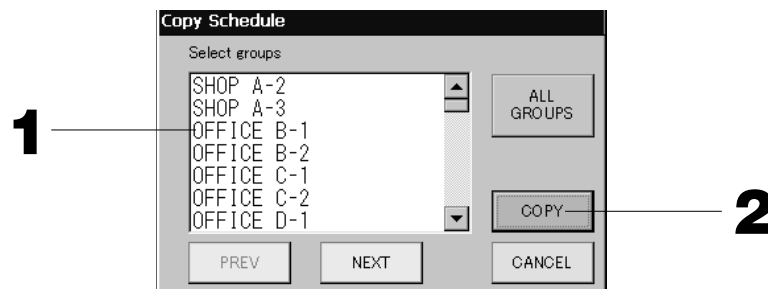 Copy Schedule
Select groups
SHOP A-2
SHOP A-3
OFFICE B-1
OFFICE B-2
OFFICE C-1
OFFICE C-2
OFFICE D-1
ALL
GROUPS
COPY
PREV
NEXT
CANCEL
1
2